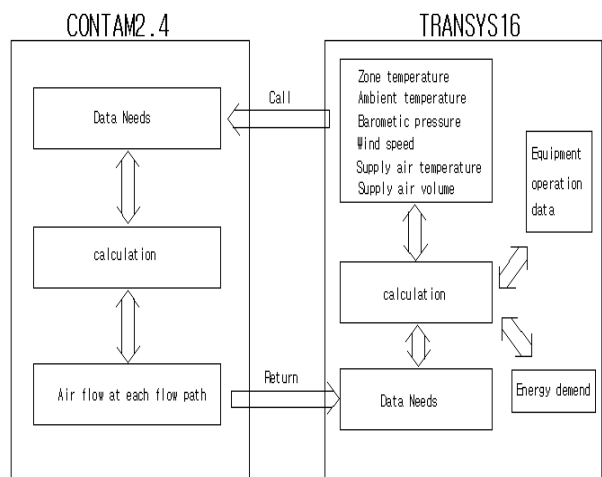 CONTAM2.4
TRANSYS16
Data Needs
calculation
Air flow at each flow path
Call
Return
Zone temperature
Ambient temperature
Barometic pressure
Wind speed
Supply air temperature
Supply air volume
calculation
Data Needs
Equipment
operation
data
Energy demend